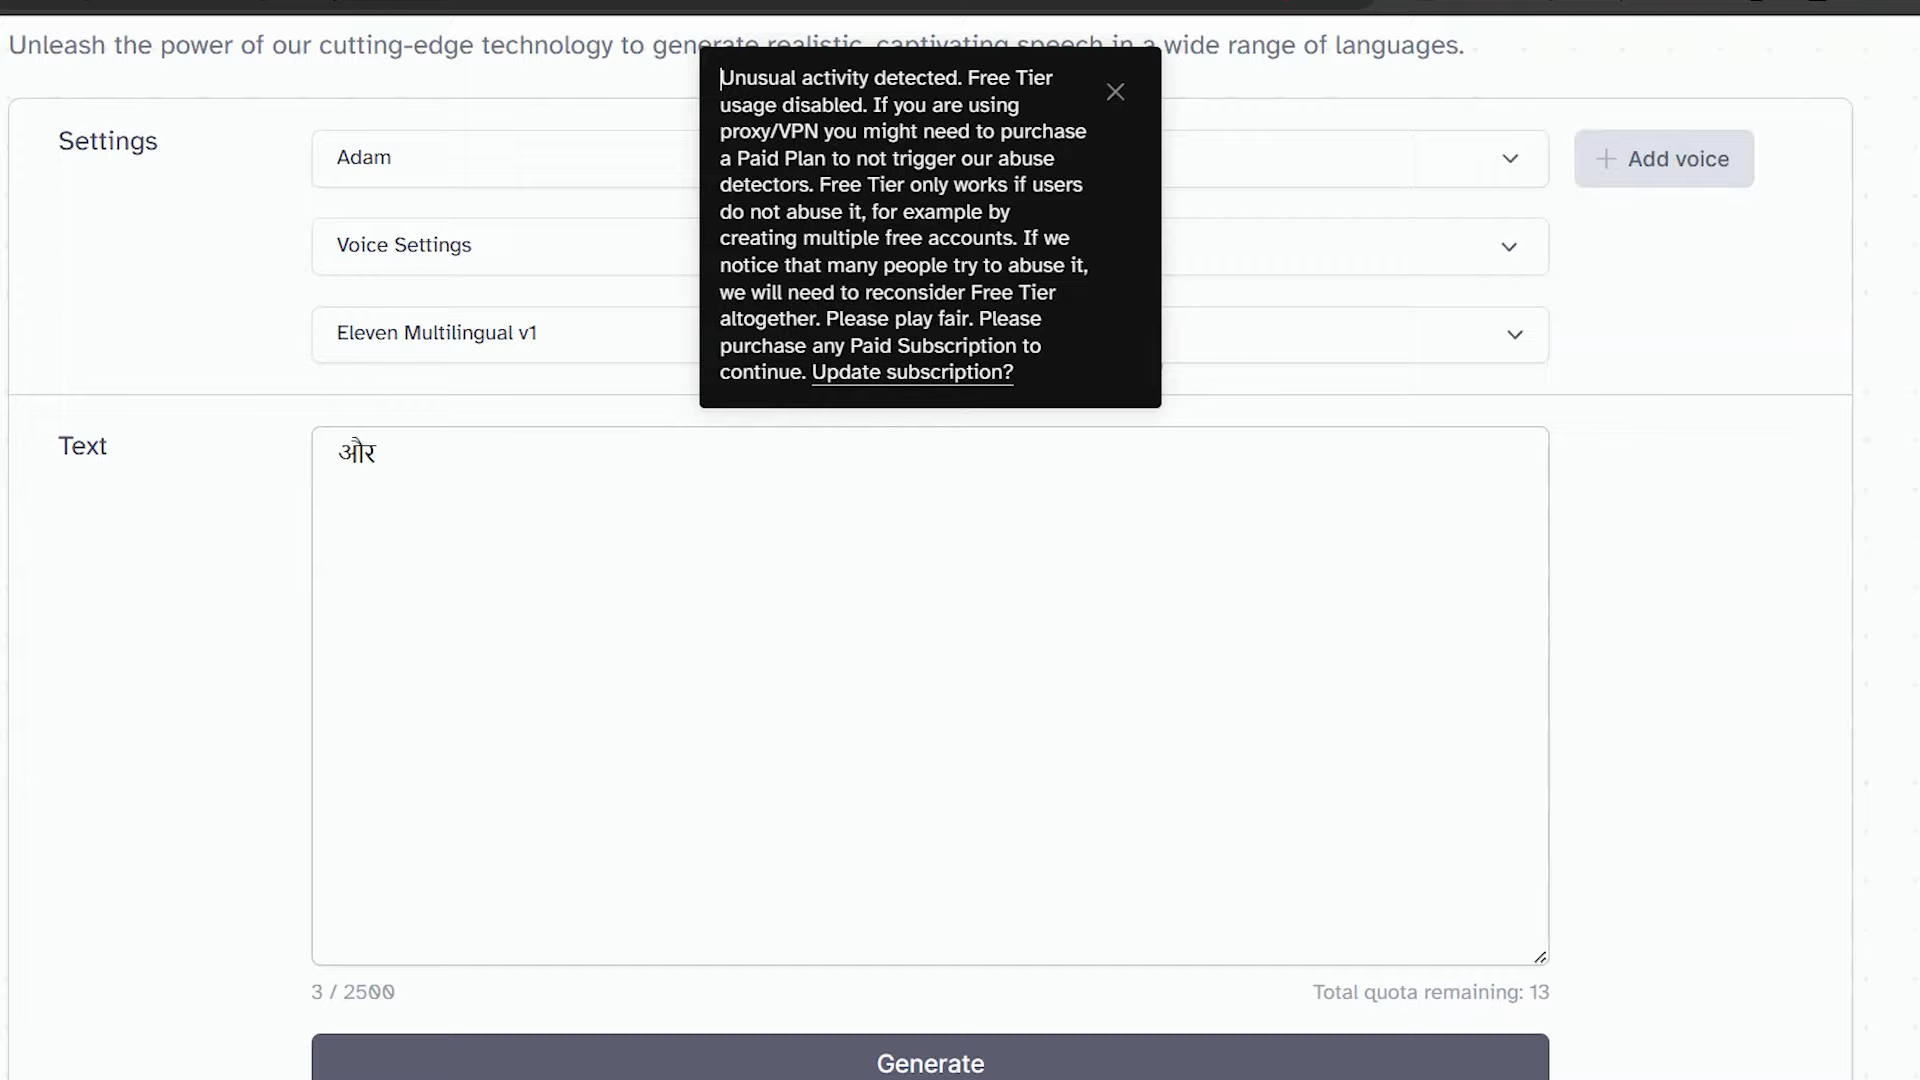 Unleash the power of our cutting-edge technology to generate realistic, captivating speech in a wide range of languages.
Unusual activity detected. Free Tier
usage disabled. If you are using
proxy/VPN you might need to purchase
a Paid Plan to not trigger our abuse
detectors. Free Tier only works if users
do not abuse it, for example by
creating multiple free accounts. If we
notice that many people try to abuse it,
we will need to reconsider Free Tier
altogether. Please play fair. Please
purchase any Paid Subscription to
continue. Update subscription?
Settings
Adam
Add voice
Voice Settings
Eleven Multilingual v1
Text
और
3 / 2500
Total quota remaining: 13
Generate